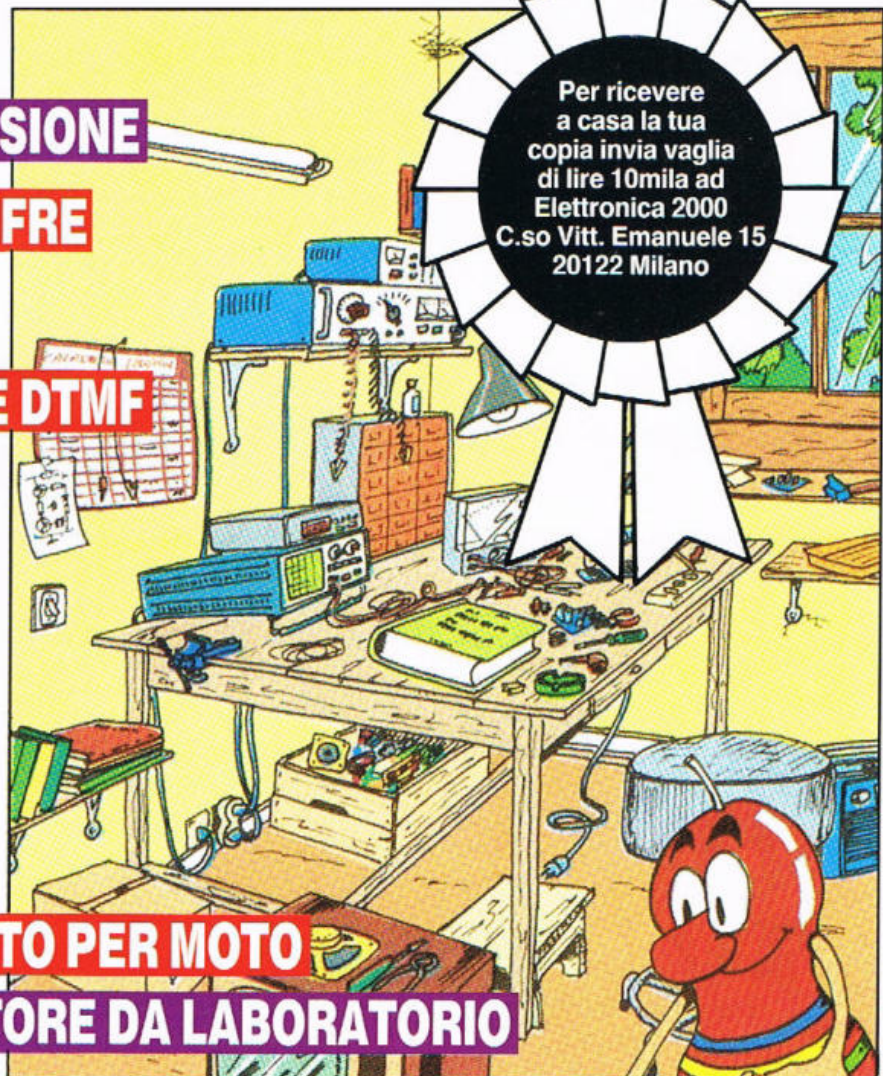 SIONE
FRE
E DTMF
Per ricevere
a casa la tua
copia invia vaglia
di lire 10mila ad
Elettronica 2000
C.so Vitt. Emanuele 15
20122 Milano
TO PER MOTO
TORE DA LABORATORIO